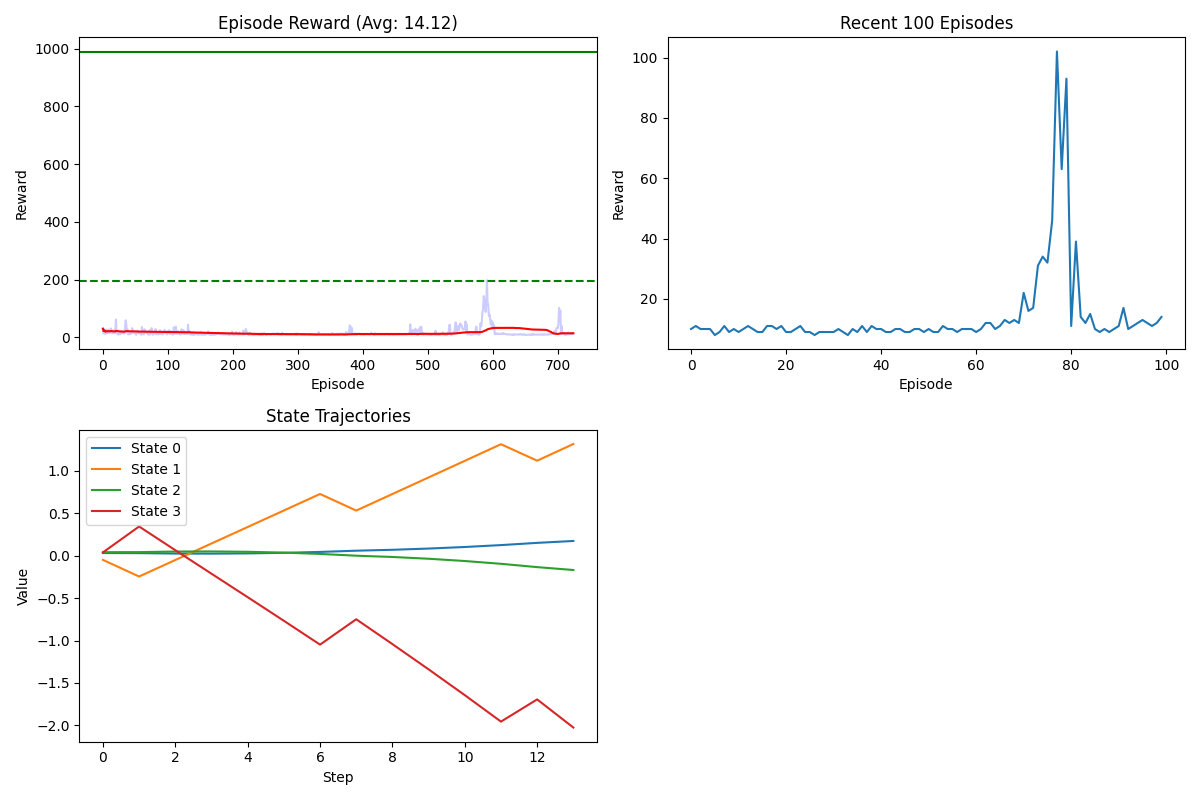 Episode Reward (Avg: 14.12)
Reward
1000
800
600
400
200
0
0 100 200 300 400 500 600 700
Episode
Recent 100 Episodes
Reward
100
80
60
40
20
0 20 40 60 80 100
Episode
State Trajectories
Value
1.0
0.5
0.0
−0.5
−1.0
−1.5
−2.0
State 0
State 1
State 2
State 3
0 2 4 6 8 10 12
Step